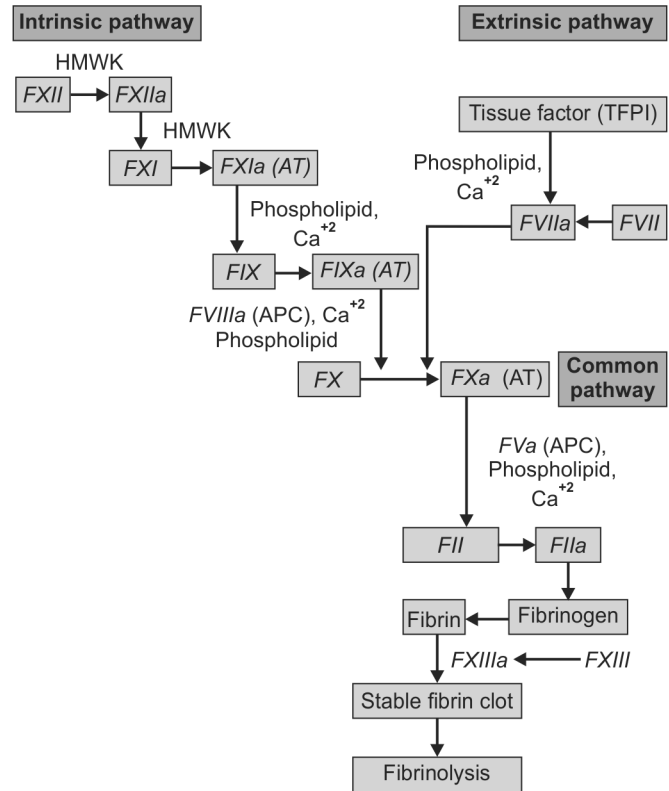 Intrinsic pathway
Extrinsic pathway
HMWK
FXII
FXIIa
HMWK
Tissue factor (TFPI)
FXI
FXIa (AT)
Phospholipid,
Ca+2
Phospholipid,
Ca+2
FVIIa
FVII
FIX
FIXa (AT)
FVIIIa (APC), Ca+2
Phospholipid
FX
FXa (AT)
Common
pathway
FVa (APC),
Phospholipid,
Ca+2
FII
FIIa
Fibrin
Fibrinogen
FXIIIa
FXIII
Stable fibrin clot
Fibrinolysis